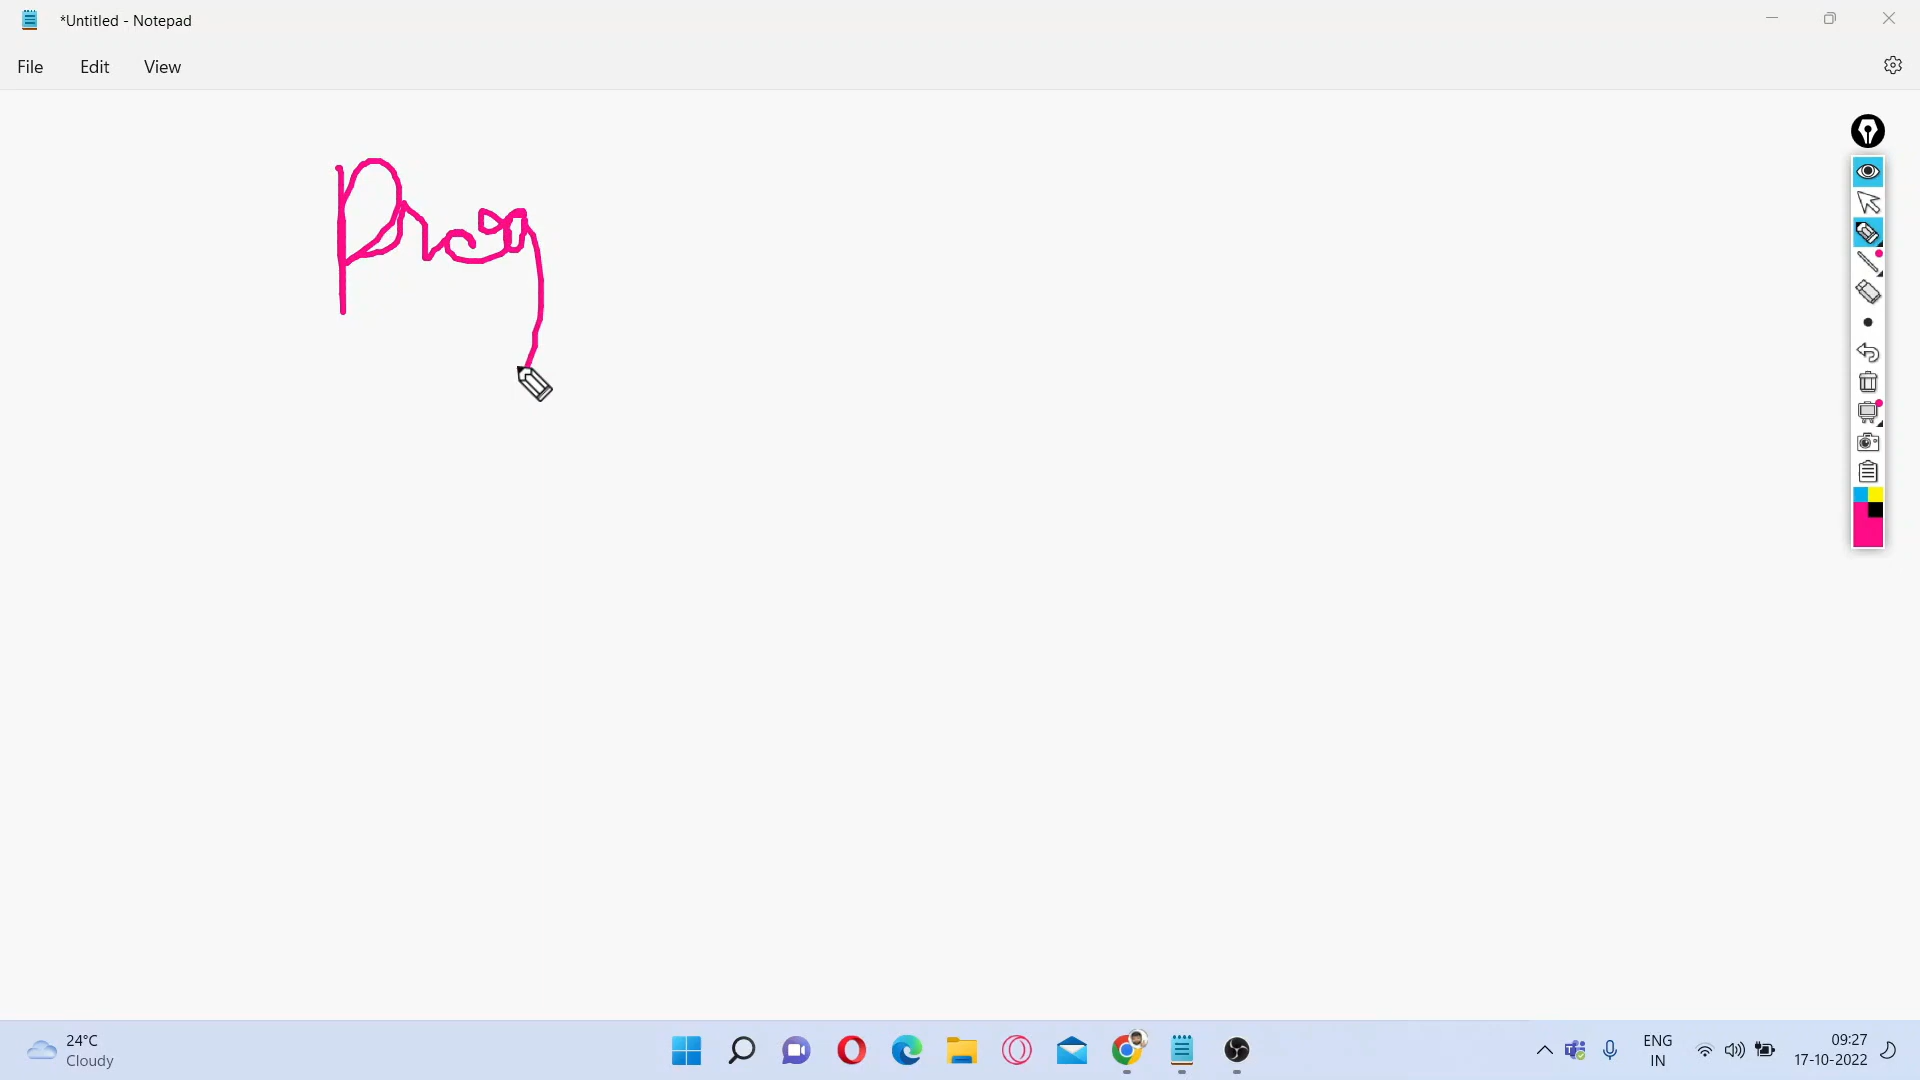 *Untitled - Notepad
File Edit View
Prog
24°C
Cloudy
ENG
IN
09:27
17-10-2022